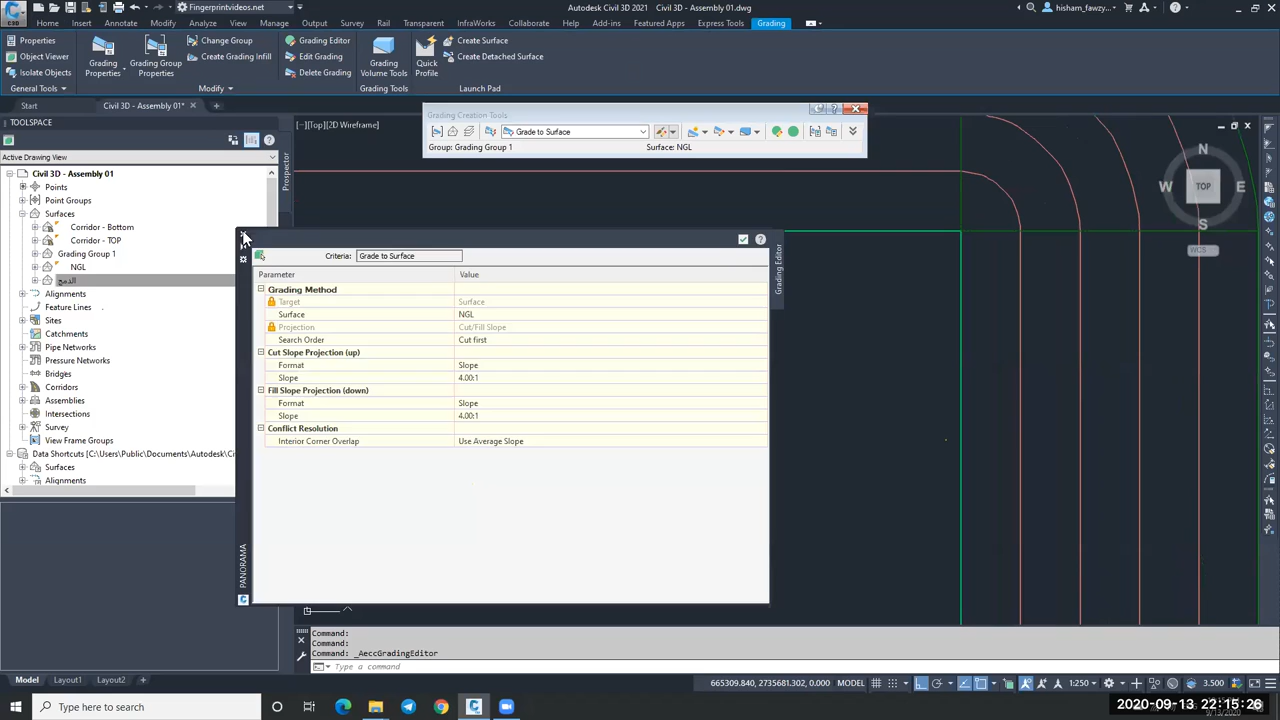 Fingerprintvideos.net
Autodesk Civil 3D 2021 Civil 3D - Assembly 01.dwg
hisham_fawzy...
Home Insert Annotate Modify Analyze View Manage Output Survey Rail Transparent InfraWorks Collaborate Help Add-ins Featured Apps Express Tools Grading
Properties
Object Viewer
Isolate Objects
General Tools
Grading Properties
Grading Group Properties
Change Group
Create Grading Infill
Grading Editor
Edit Grading
Delete Grading
Modify
Grading Volume Tools
Grading Tools
Quick Profile
Create Surface
Create Detached Surface
Launch Pad
Start
Civil 3D - Assembly 01*
TOOLSPACE
Active Drawing View
Prospector
Civil 3D - Assembly 01
Points
Point Groups
Surfaces
Corridor - Bottom
Corridor - TOP
Grading Group 1
NGL
الدمج
Alignments
Feature Lines
Sites
Catchments
Pipe Networks
Pressure Networks
Bridges
Corridors
Assemblies
Intersections
Survey
View Frame Groups
Data Shortcuts [C:\Users\Public\Documents\Autodesk\Ci
Surfaces
Alignments
[−][Top][2D Wireframe]
Grading Creation Tools
Grade to Surface
Group: Grading Group 1 Surface: NGL
N
W TOP E
S
WCS
Criteria: Grade to Surface
Parameter Value
Grading Method
Target Surface
Surface NGL
Projection Cut/Fill Slope
Search Order Cut first
Cut Slope Projection (up)
Format Slope
Slope 4.00:1
Fill Slope Projection (down)
Format Slope
Slope 4.00:1
Conflict Resolution
Interior Corner Overlap Use Average Slope
Grading Editor
PANORAMA
Command:
Command:
Command: _AeccGradingEditor
Type a command
Model Layout1 Layout2
665309.840, 2735681.302, 0.000 MODEL 1:250 3.500
Type here to search
2020-09-13 22:15:26